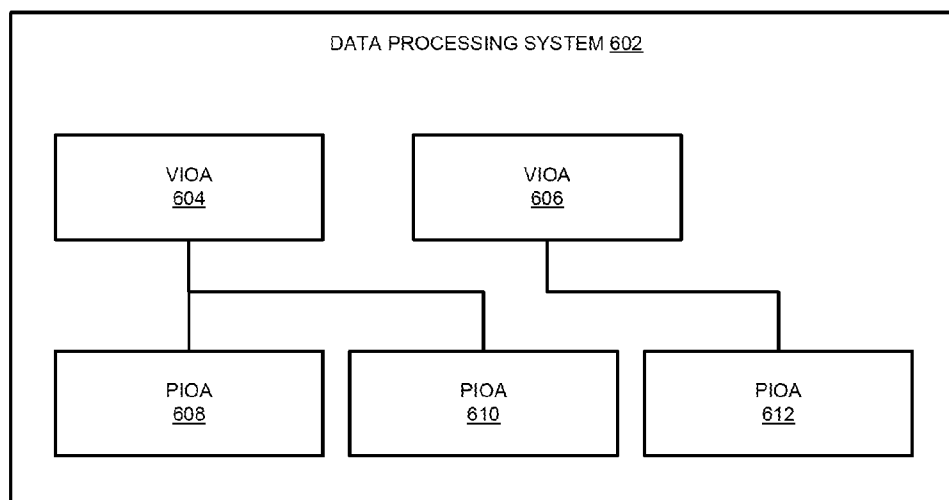 DATA PROCESSING SYSTEM 602
VIOA
604
VIOA
606
PIOA
608
PIOA
610
PIOA
612